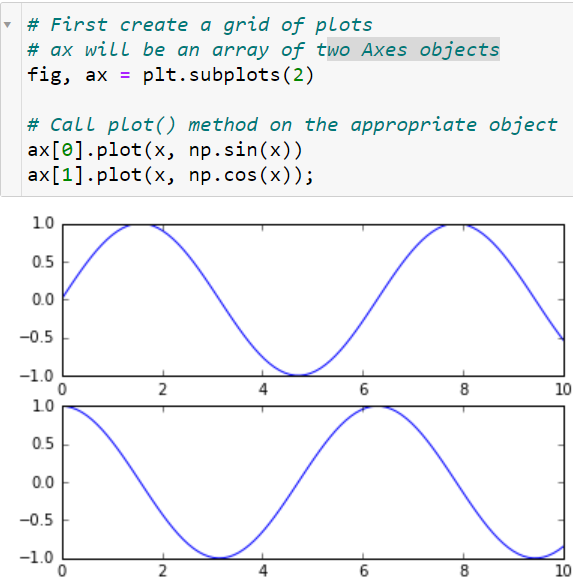 # First create a grid of plots
# ax will be an array of two Axes objects
fig, ax = plt.subplots(2)
# Call plot() method on the appropriate object
ax[0].plot(x, np.sin(x))
ax[1].plot(x, np.cos(x));
1.0
0.5
0.0
−0.5
−1.0
0 2 4 6 8 10
1.0
0.5
0.0
−0.5
−1.0
0 2 4 6 8 10